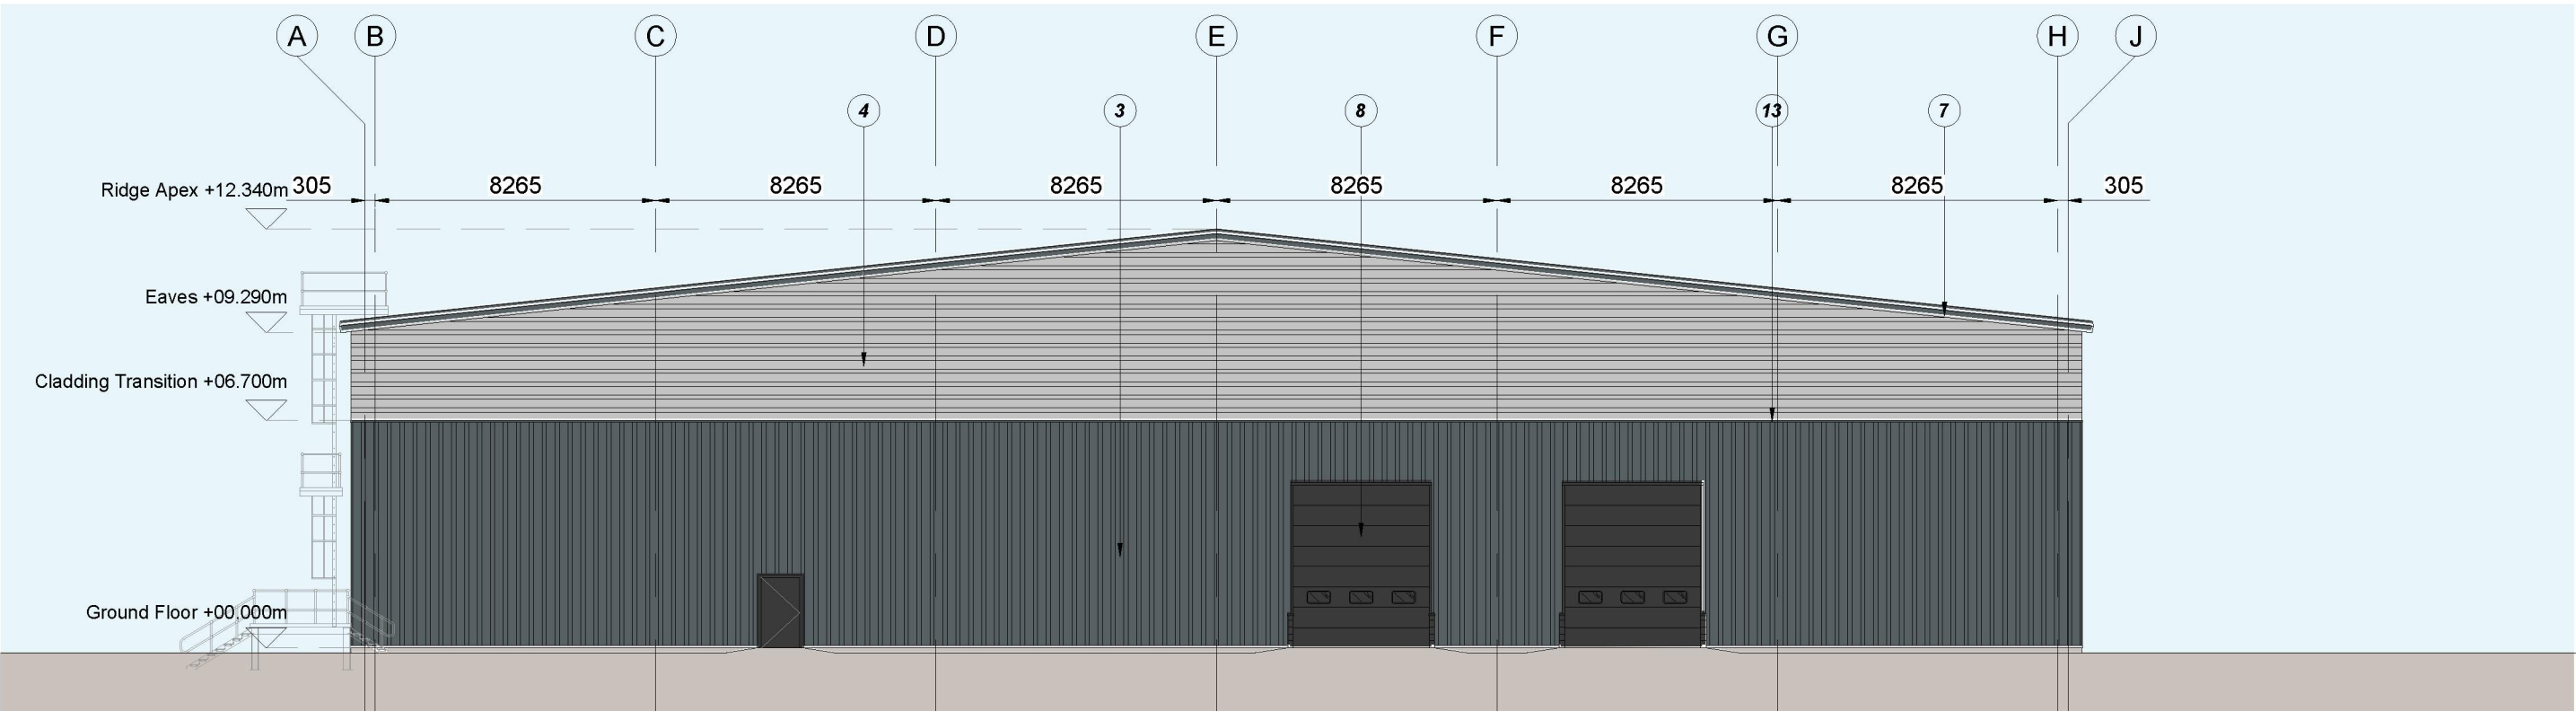 A B C D E F G H J
4 3 8 13 7
Ridge Apex +12.340m 305 8265 8265 8265 8265 8265 8265 305
Eaves +09.290m
Cladding Transition +06.700m
Ground Floor +00.000m